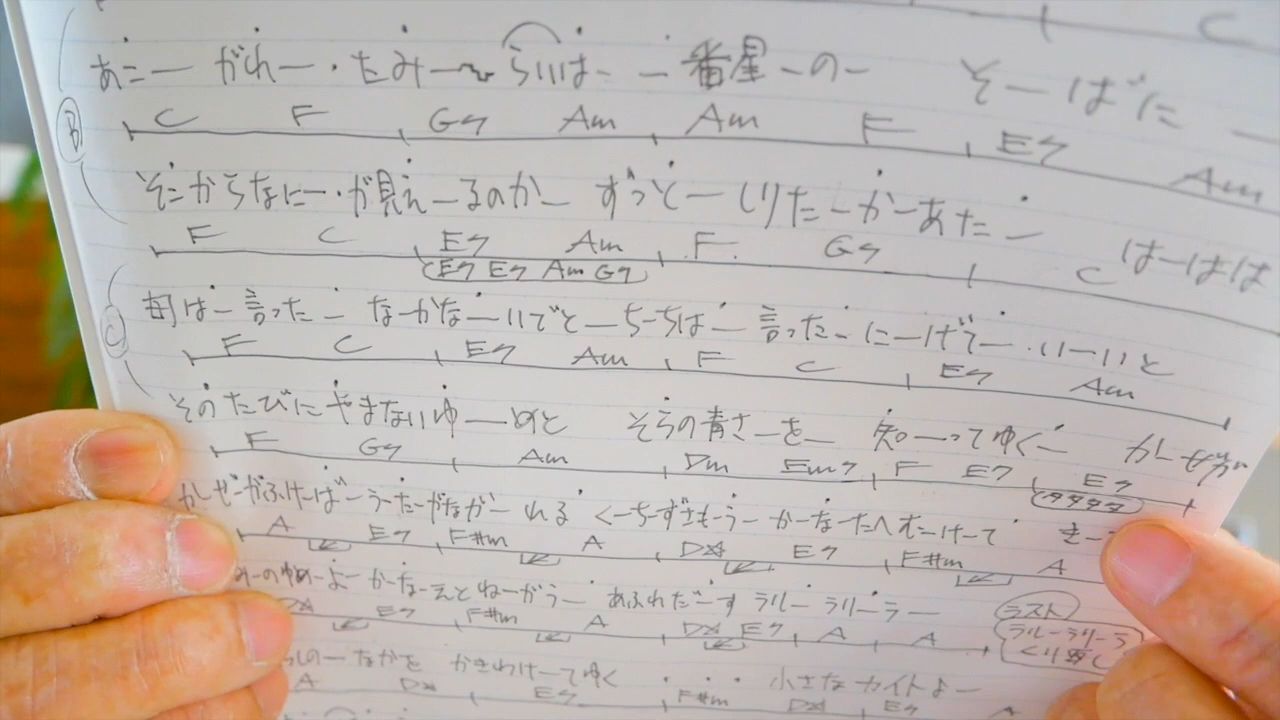 C
あこー がれー・たみー らいはー 一番星ーのー そーばにー
B
C F G7 Am Am F E7 Am
そこからなにー・が見えーるのかー ずっとーしりたーかーあたー はーはは
F C E7 Am F G7 C
(E7 E7 Am G7)
C
母はー言ったー なーかなーいいでとーちーちはー 言ったーにーげてー・いーいと
F C E7 Am F C E7 Am
そのたびにやまないゆーめと そらの青さーをー 知ーってゆくー かーぜが
F G7 Am Dm Em7 F E7 E7
(タタタタ)
かーぜがふけーばーうーたーがながーれる くーちーずさもーうーかーなーたへむーけーて きー
A E7 F#m A D E7 F#m A
めーのゆめーよーかーなーえとねーがうー あふれだーす ラリーラリーラー
ラスト
E7 F#m A D E7 A A
ラリーラリーラ くり返し
のーなかを かきわけーてゆく 小さなカイトよー
A D E7 F#m D E7 A